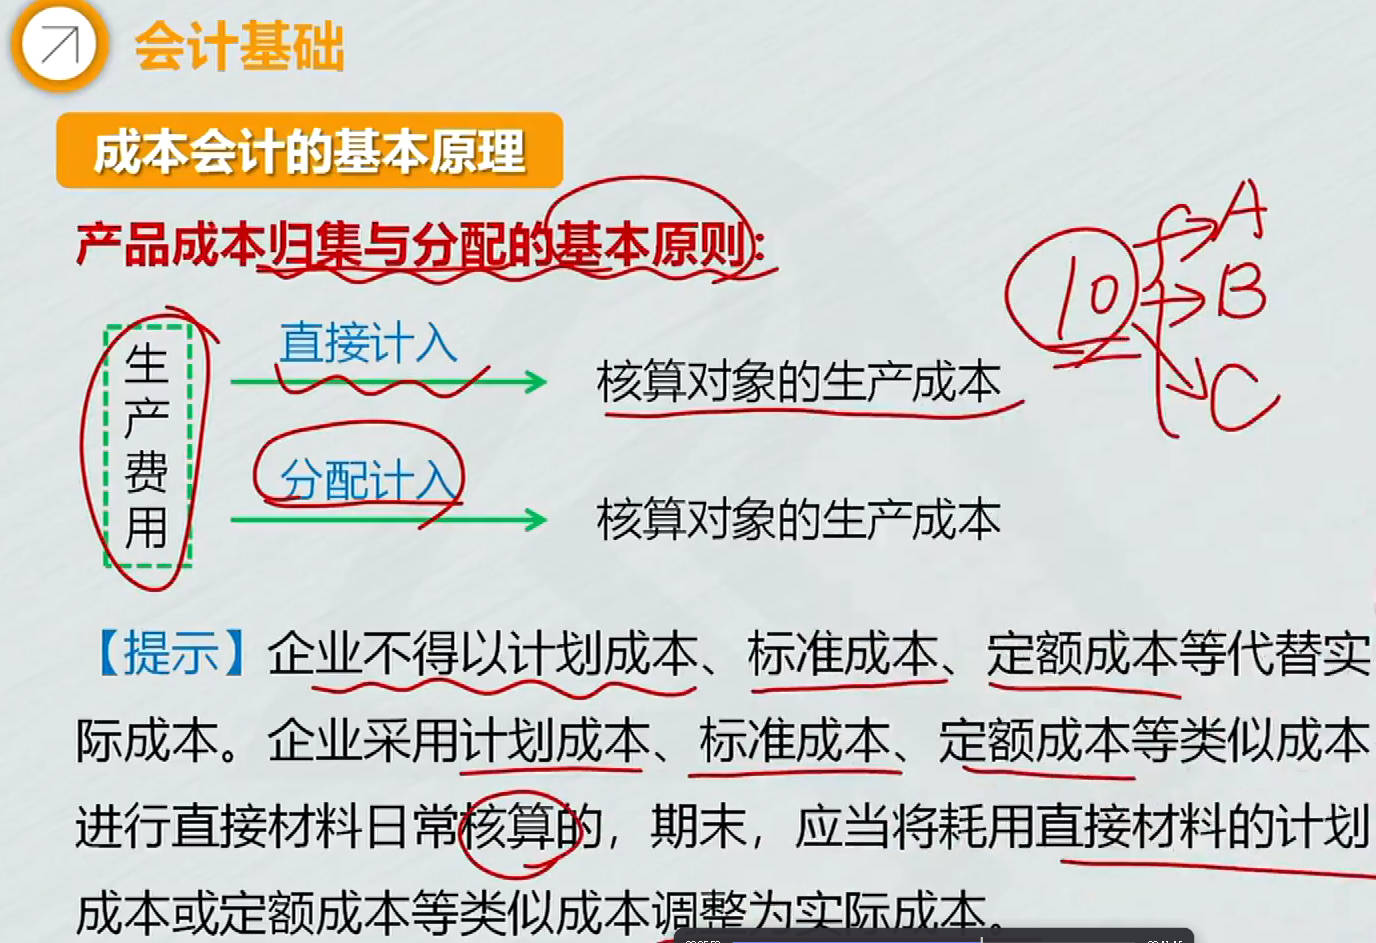 会计基础
成本会计的基本原理
产品成本归集与分配的基本原则：
生产费用
直接计入
核算对象的生产成本
分配计入
核算对象的生产成本
10
A
B
C
【提示】企业不得以计划成本、标准成本、定额成本等代替实
际成本。企业采用计划成本、标准成本、定额成本等类似成本
进行直接材料日常核算的，期末，应当将耗用直接材料的计划
成本或定额成本等类似成本调整为实际成本。